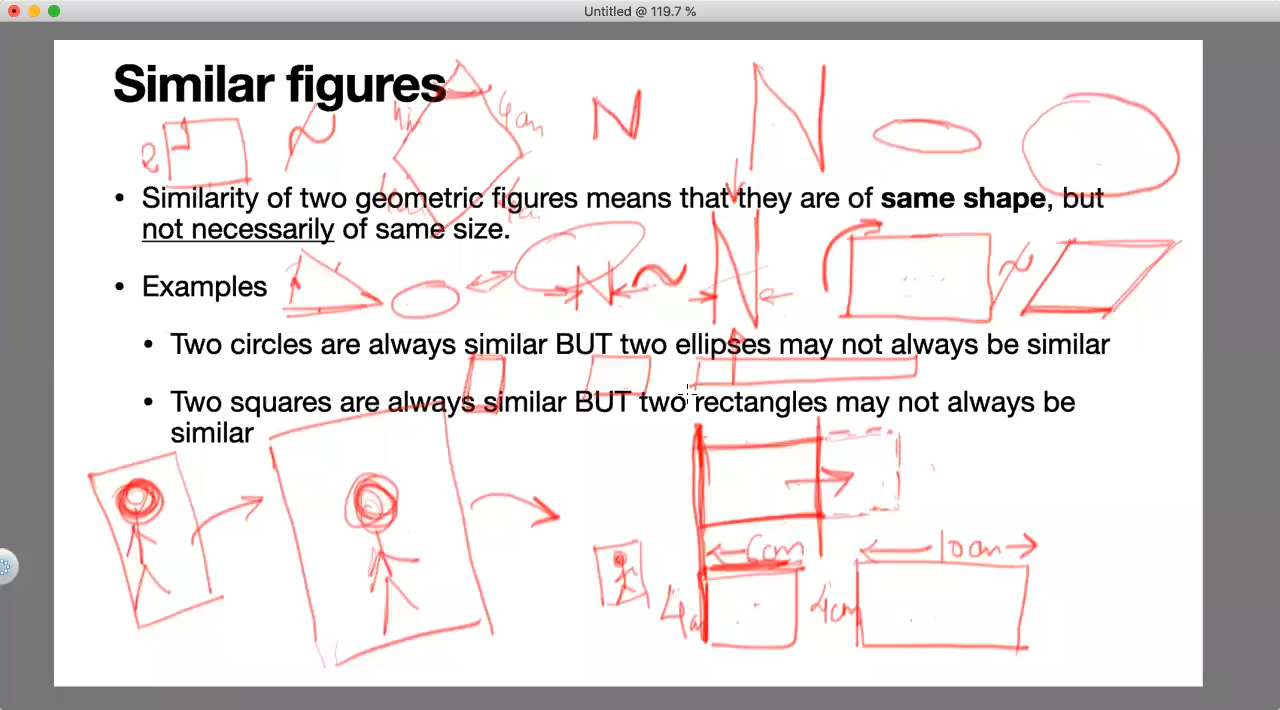 Untitled @ 119.7 %
Similar figures
4cm
N N
2 ~
• Similarity of two geometric figures means that they are of same shape, but
not necessarily of same size.
• Examples
N ~ N ~
• Two circles are always similar BUT two ellipses may not always be similar
• Two squares are always similar BUT two rectangles may not always be
similar
6cm 10cm
4cm 4cm